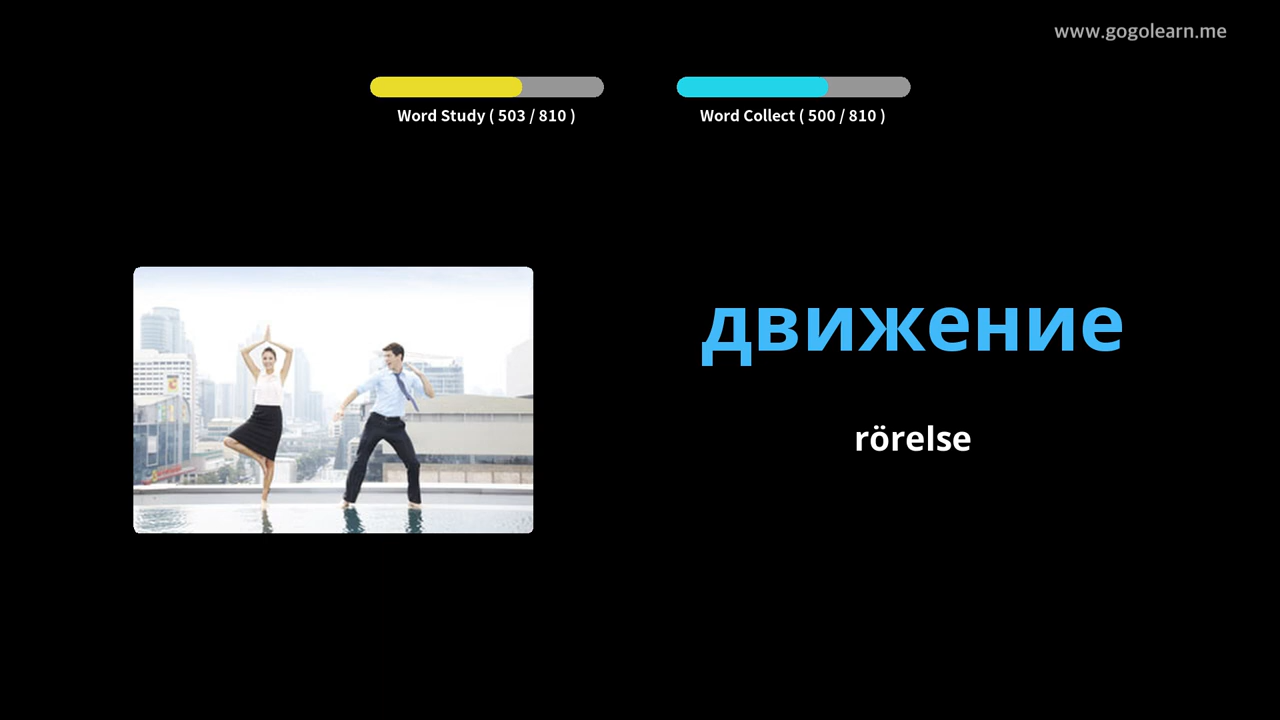 www.gogolearn.me
Word Study ( 503 / 810 )
Word Collect ( 500 / 810 )
движение
rörelse